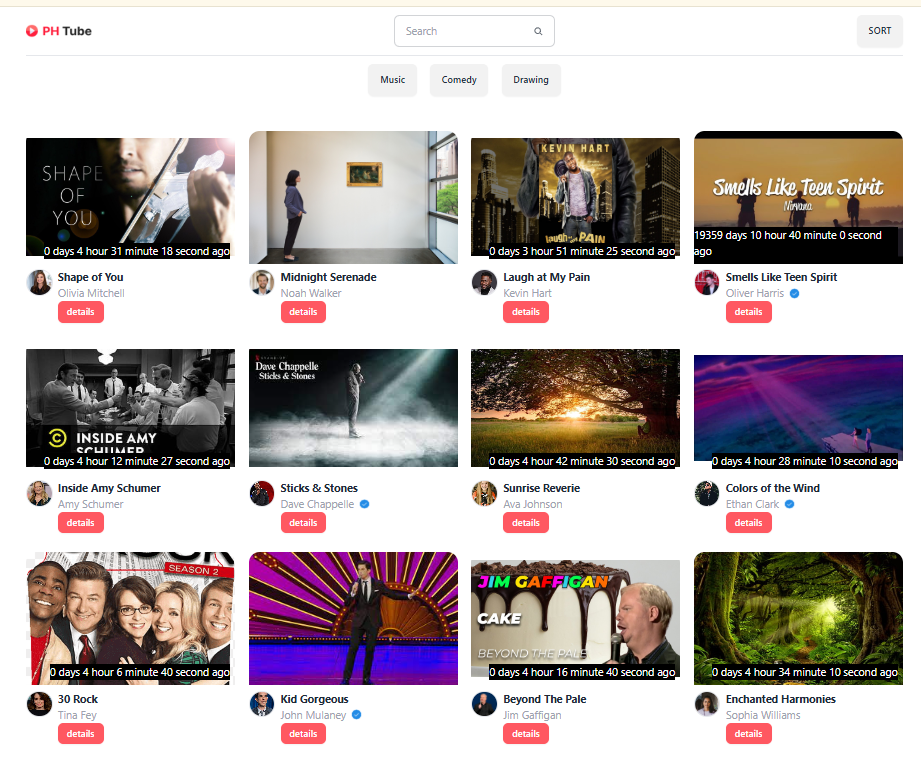 PH Tube
Search
SORT
Music
Comedy
Drawing
SHAPE
OF
YOU
0 days 4 hour 31 minute 18 second ago
Shape of You
Olivia Mitchell
details
Midnight Serenade
Noah Walker
details
KEVIN HART
laugh at my PAIN
0 days 3 hour 51 minute 25 second ago
Laugh at My Pain
Kevin Hart
details
Smells Like Teen Spirit
Nirvana
19359 days 10 hour 40 minute 0 second
ago
Smells Like Teen Spirit
Oliver Harris
details
INSIDE AMY
SCHUMER
0 days 4 hour 12 minute 27 second ago
Inside Amy Schumer
Amy Schumer
details
Dave Chappelle
Sticks & Stones
Sticks & Stones
Dave Chappelle
details
0 days 4 hour 42 minute 30 second ago
Sunrise Reverie
Ava Johnson
details
0 days 4 hour 28 minute 10 second ago
Colors of the Wind
Ethan Clark
details
SEASON 2
0 days 4 hour 6 minute 40 second ago
30 Rock
Tina Fey
details
Kid Gorgeous
John Mulaney
details
JIM GAFFIGAN
CAKE
BEYOND THE PALE
0 days 4 hour 16 minute 40 second ago
Beyond The Pale
Jim Gaffigan
details
0 days 4 hour 34 minute 10 second ago
Enchanted Harmonies
Sophia Williams
details